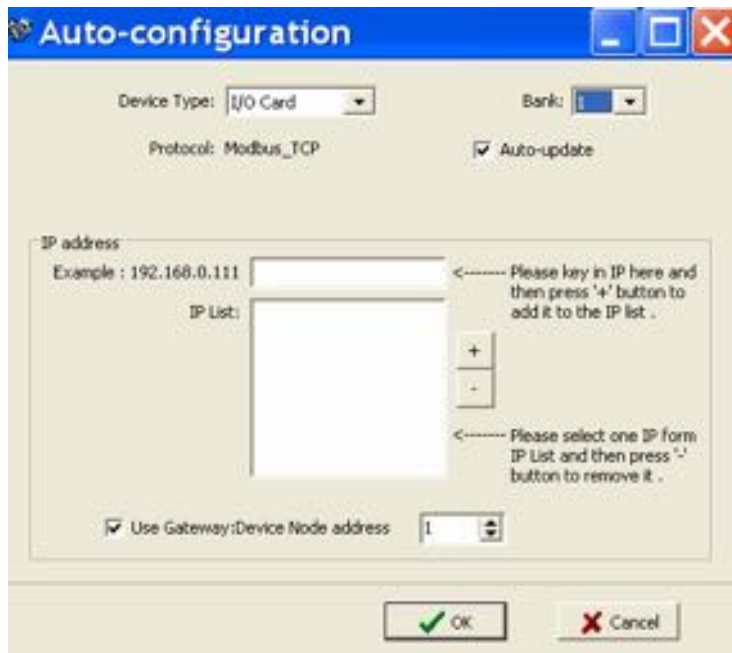 Auto-configuration
Device Type: I/O Card Bank: 1
Protocol: Modbus_TCP Auto-update
IP address
Example : 192.168.0.111 <------- Please key in IP here and
then press '+' button to
add it to the IP list .
IP List:
+
-
<------- Please select one IP form
IP List and then press '-'
button to remove it .
Use Gateway:Device Node address 1
OK Cancel